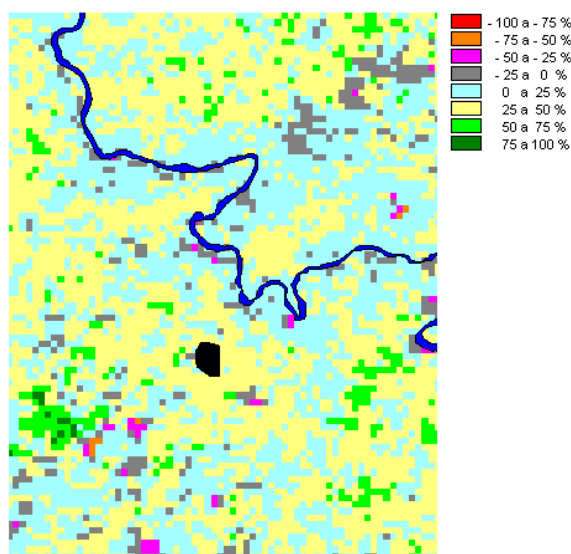 - 100 a - 75 %
- 75 a - 50 %
- 50 a - 25 %
- 25 a 0 %
0 a 25 %
25 a 50 %
50 a 75 %
75 a 100 %